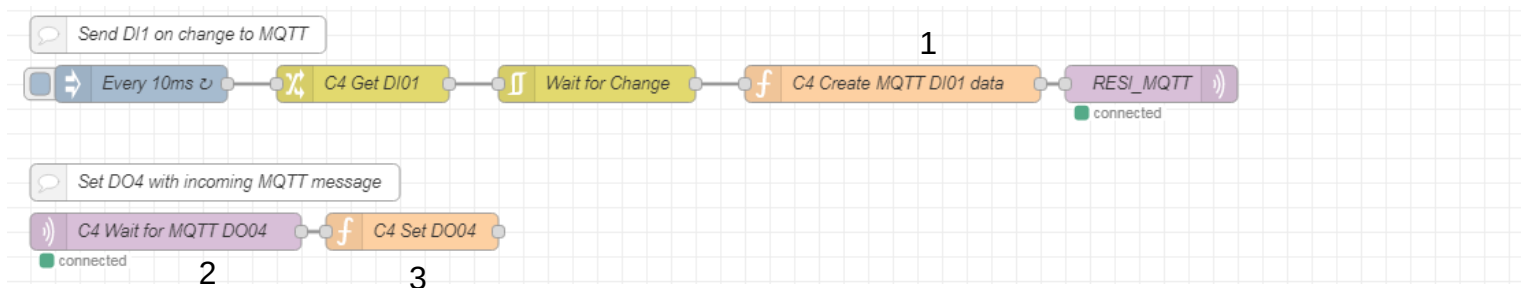 Send DI1 on change to MQTT
1
Every 10ms ↻ C4 Get DI01 Wait for Change C4 Create MQTT DI01 data RESI_MQTT
connected
Set DO4 with incoming MQTT message
C4 Wait for MQTT DO04 C4 Set DO04
connected
2 3